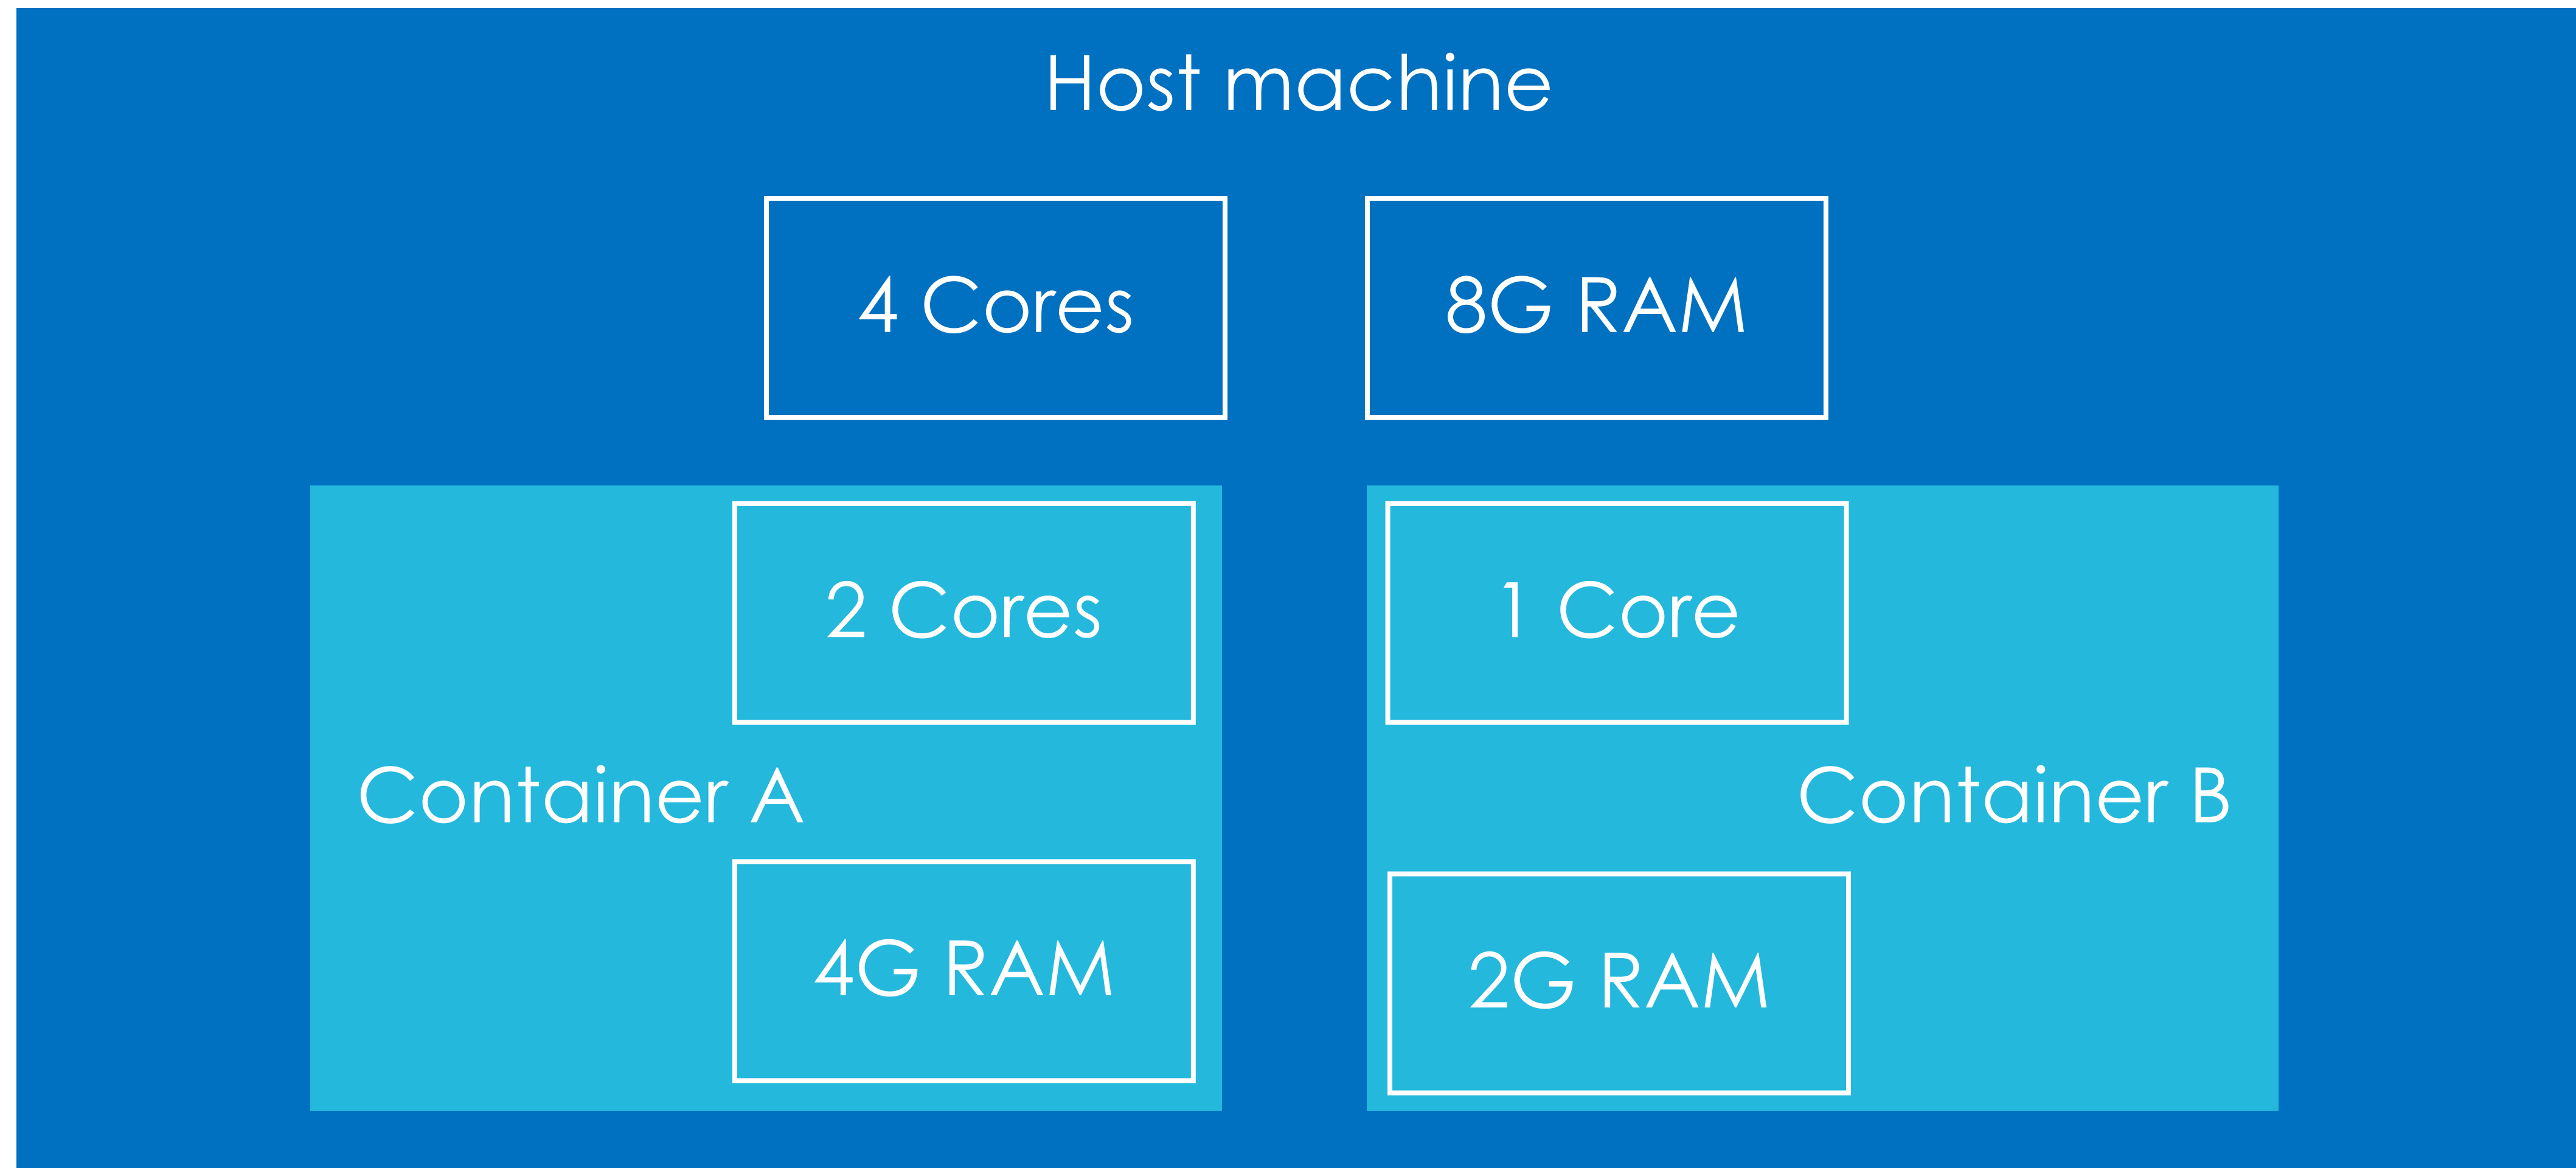 Host machine
4 Cores
8G RAM
Container A
2 Cores
4G RAM
Container B
1 Core
2G RAM